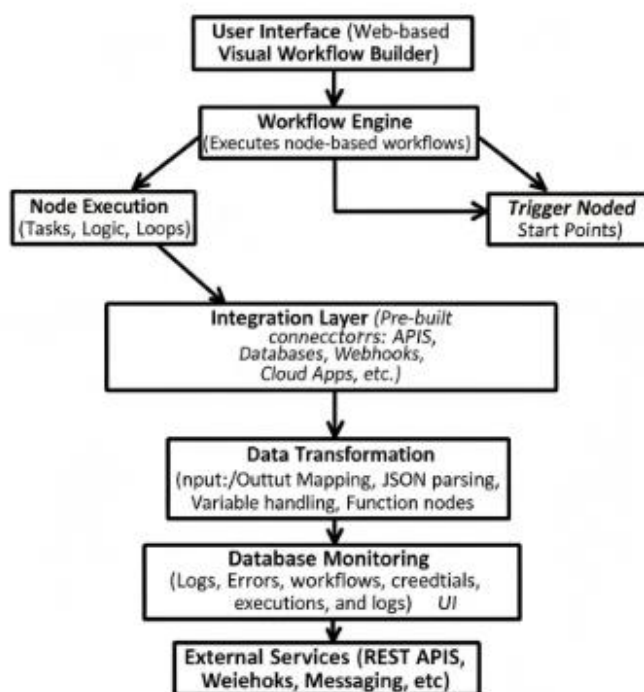 User Interface (Web-based
Visual Workflow Builder)
Workflow Engine
(Executes node-based workflows)
Node Execution
(Tasks, Logic, Loops)
Trigger Noded
Start Points)
Integration Layer (Pre-built
connecctorrs: APIS,
Databases, Webhooks,
Cloud Apps, etc.)
Data Transformation
(nput:/Outtut Mapping, JSON parsing,
Variable handling, Function nodes
Database Monitoring
(Logs, Errors, workflows, creedtials,
executions, and logs) UI
External Services (REST APIS,
Weiehoks, Messaging, etc)